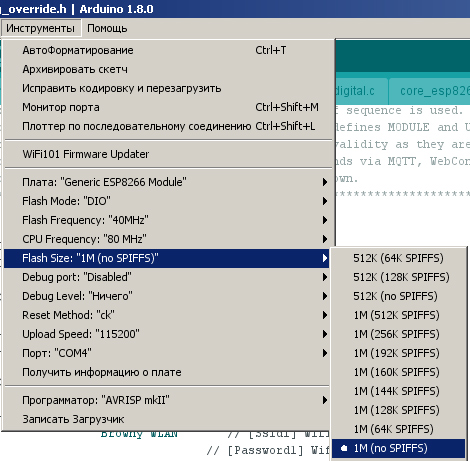 _override.h | Arduino 1.8.0
Инструменты Помощь
АвтоФорматирование Ctrl+T
Архивировать скетч
Исправить кодировку и перезагрузить
Монитор порта Ctrl+Shift+M
Плоттер по последовательному соединению Ctrl+Shift+L
WiFi101 Firmware Updater
Плата: "Generic ESP8266 Module"
Flash Mode: "DIO"
Flash Frequency: "40MHz"
CPU Frequency: "80 MHz"
Flash Size: "1M (no SPIFFS)"
Debug port: "Disabled"
Debug Level: "Ничего"
Reset Method: "ck"
Upload Speed: "115200"
Порт: "COM4"
Получить информацию о плате
Программатор: "AVRISP mkII"
Записать Загрузчик
digital.c core_esp826
f sequence is used.
defines MODULE and U
validity as they are
nds via MQTT, WebCon
own.
512K (64K SPIFFS)
512K (128K SPIFFS)
512K (no SPIFFS)
1M (512K SPIFFS)
1M (256K SPIFFS)
1M (192K SPIFFS)
1M (160K SPIFFS)
1M (144K SPIFFS)
1M (128K SPIFFS)
1M (64K SPIFFS)
1M (no SPIFFS)
// [Password1] Wif